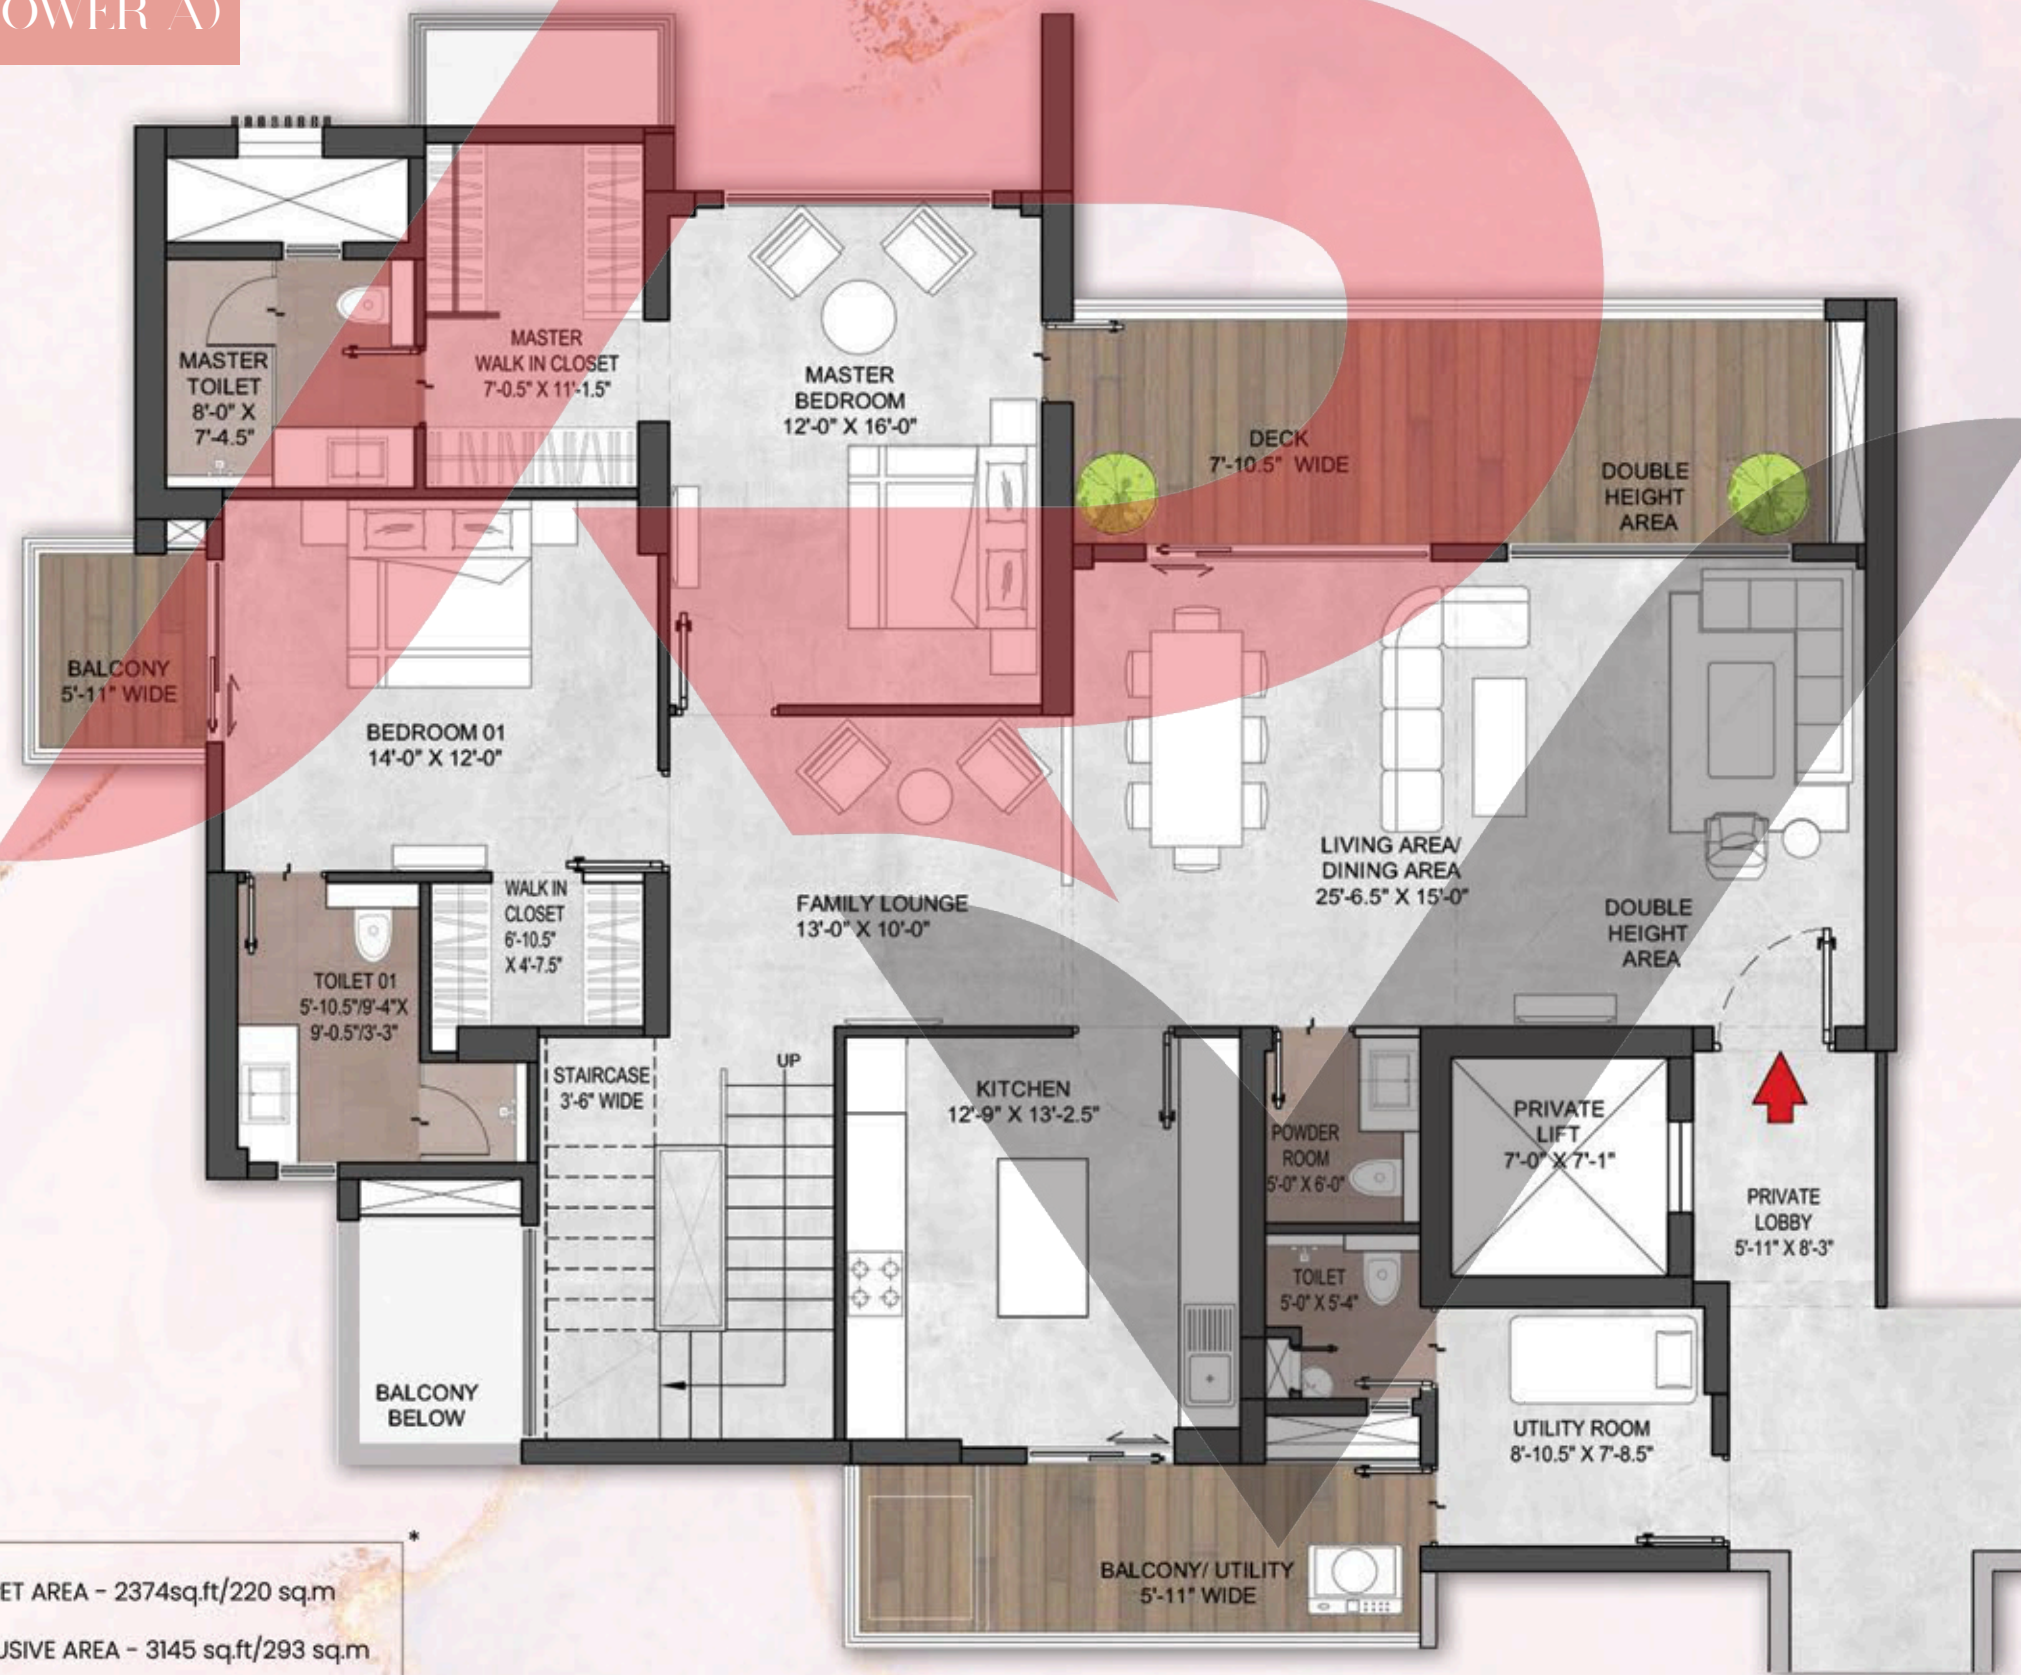 OWER A)
MASTER
TOILET
8'-0" X
7'-4.5"
MASTER
WALK IN CLOSET
7'-0.5" X 11'-1.5"
MASTER
BEDROOM
12'-0" X 16'-0"
DECK
7'-10.5" WIDE
DOUBLE
HEIGHT
AREA
BALCONY
5'-11" WIDE
BEDROOM 01
14'-0" X 12'-0"
WALK IN
CLOSET
6'-10.5"
X 4'-7.5"
FAMILY LOUNGE
13'-0" X 10'-0"
LIVING AREA/
DINING AREA
25'-6.5" X 15'-0"
DOUBLE
HEIGHT
AREA
TOILET 01
5'-10.5"/9'-4"X
9'-0.5"/3'-3"
STAIRCASE
3'-6" WIDE
UP
KITCHEN
12'-9" X 13'-2.5"
POWDER
ROOM
5'-0" X 6'-0"
PRIVATE
LIFT
7'-0" X 7'-1"
PRIVATE
LOBBY
5'-11" X 8'-3"
TOILET
5'-0" X 5'-4"
BALCONY
BELOW
UTILITY ROOM
8'-10.5" X 7'-8.5"
BALCONY/ UTILITY
5'-11" WIDE
*
ET AREA - 2374sq.ft/220 sq.m
USIVE AREA - 3145 sq.ft/293 sq.m